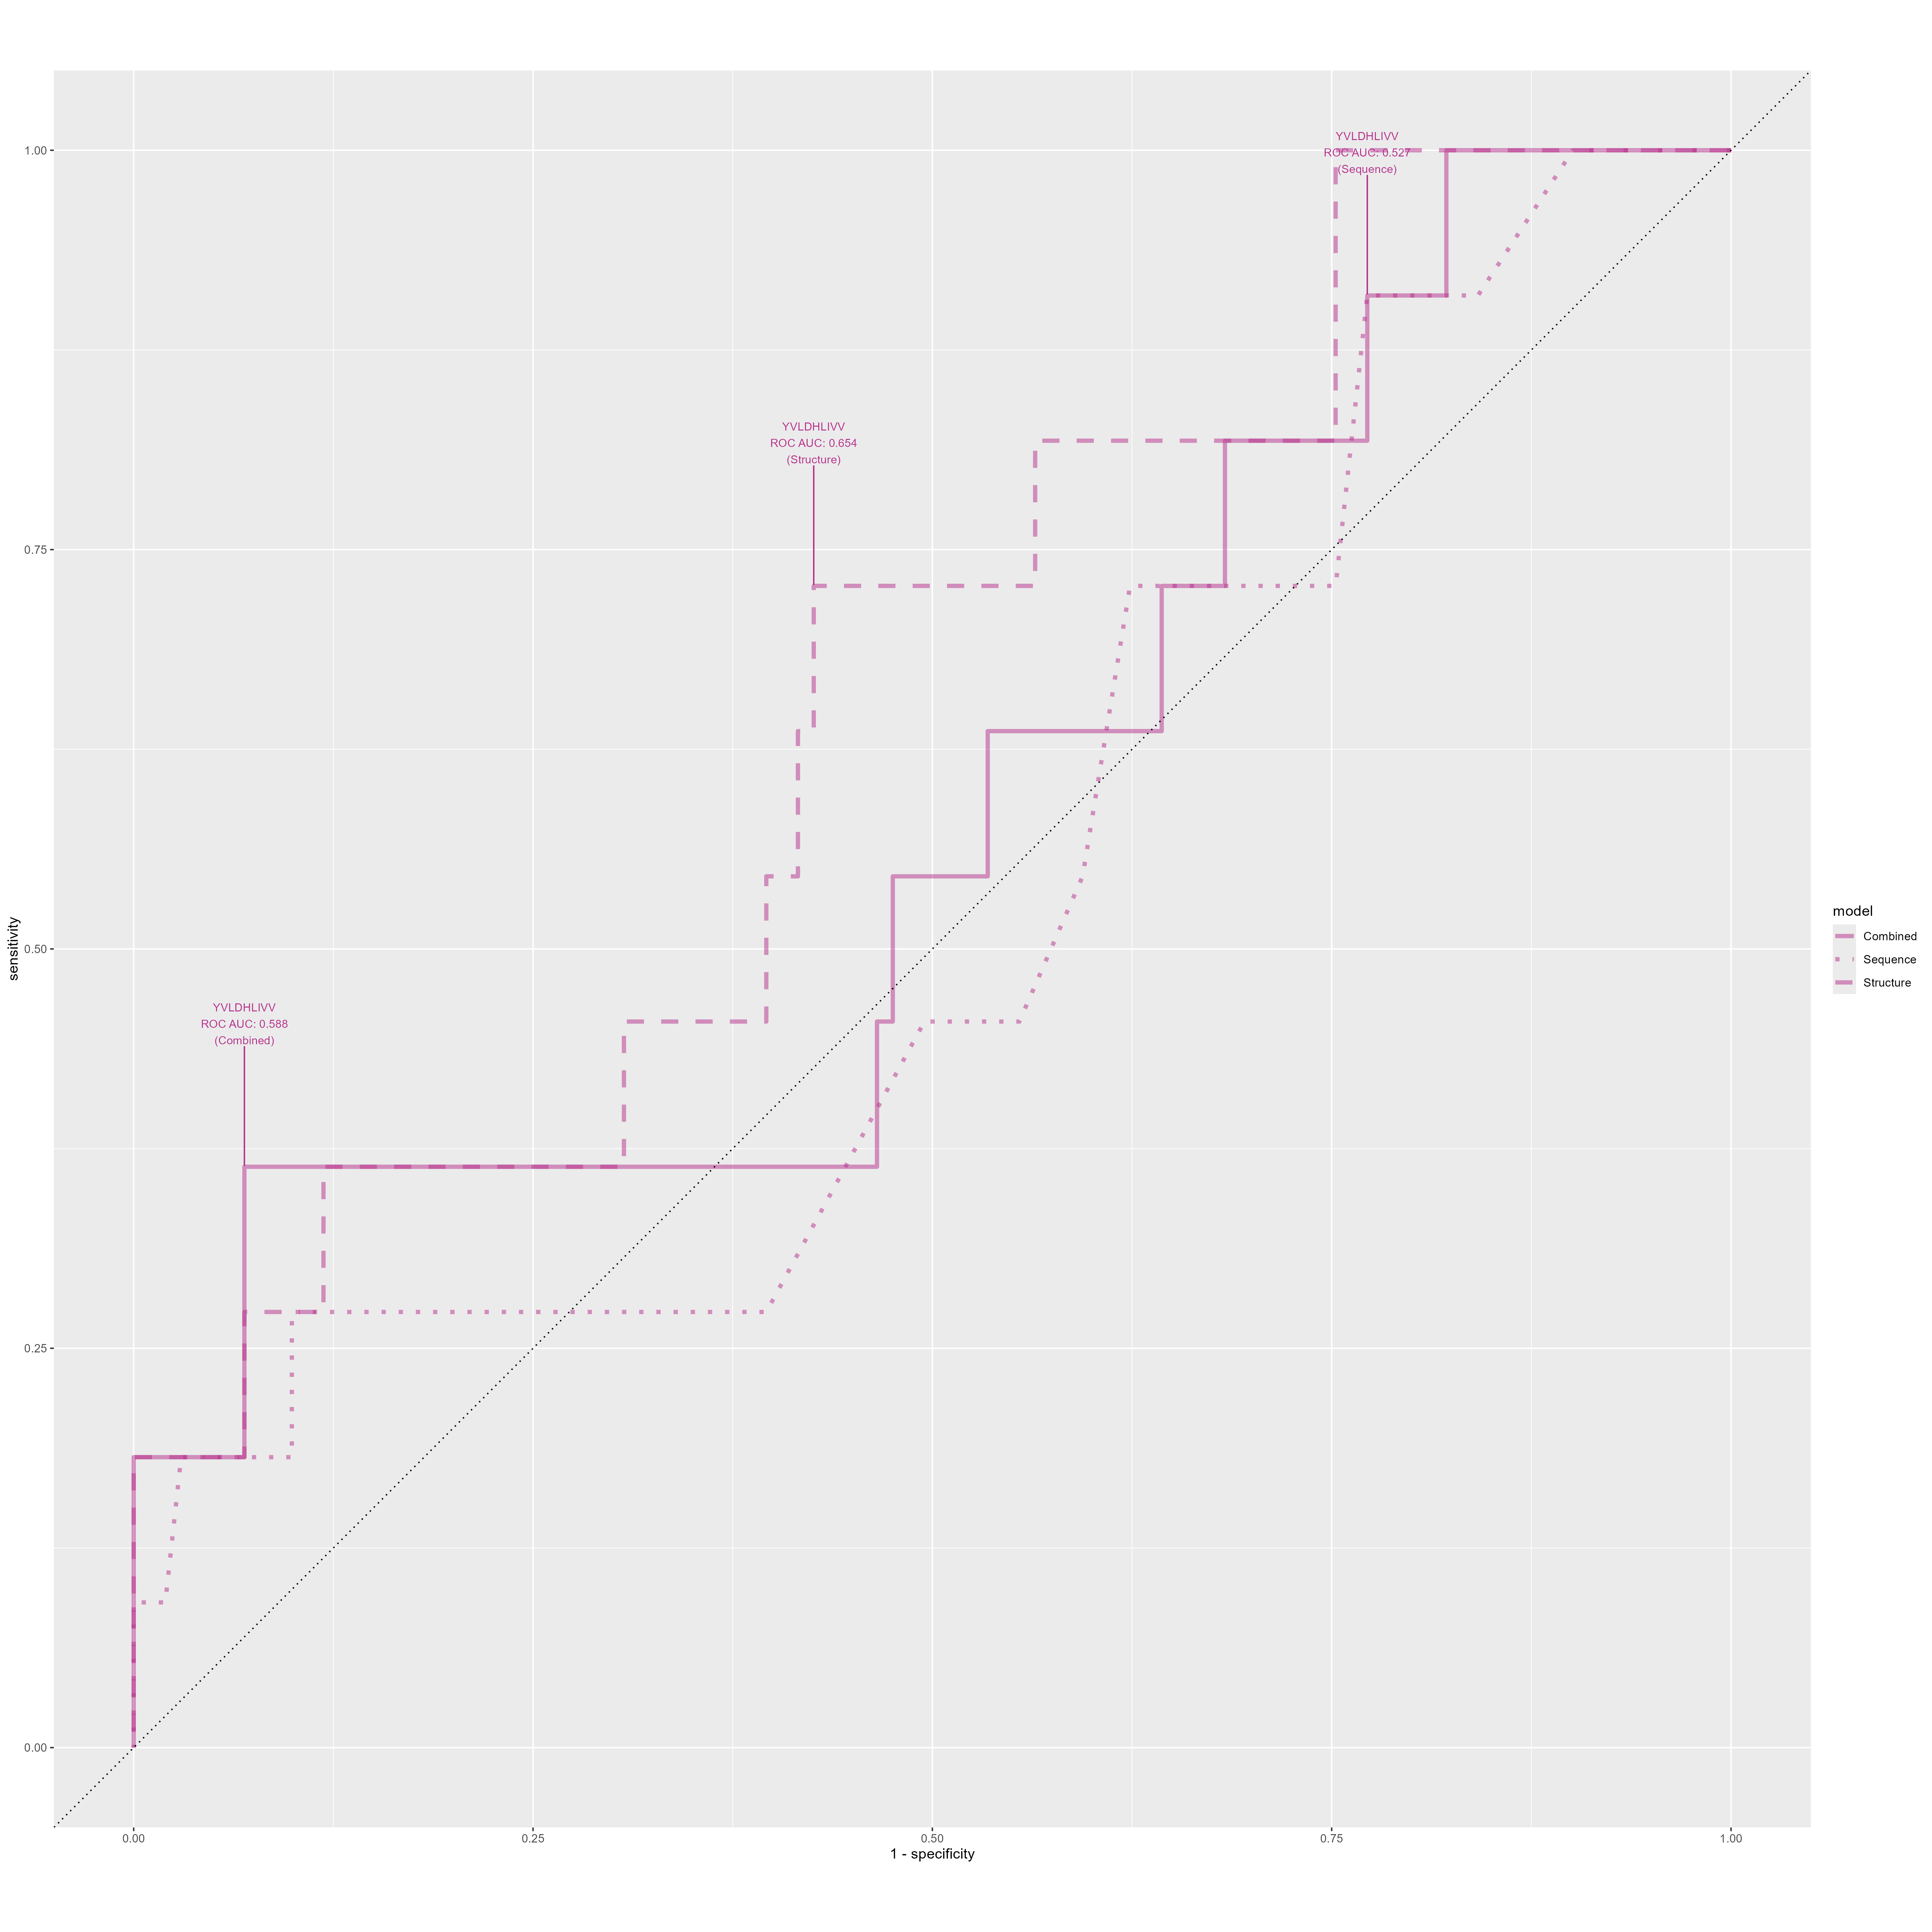 YVLDHLIVV
ROC AUC: 0.527
(Sequence)
1.00
YVLDHLIVV
ROC AUC: 0.654
(Structure)
0.75
model
Combined
Sequence
Structure
sensitivity
0.50
YVLDHLIVV
ROC AUC: 0.588
(Combined)
0.25
0.00
0.00
0.25
0.50
0.75
1.00
1 - specificity